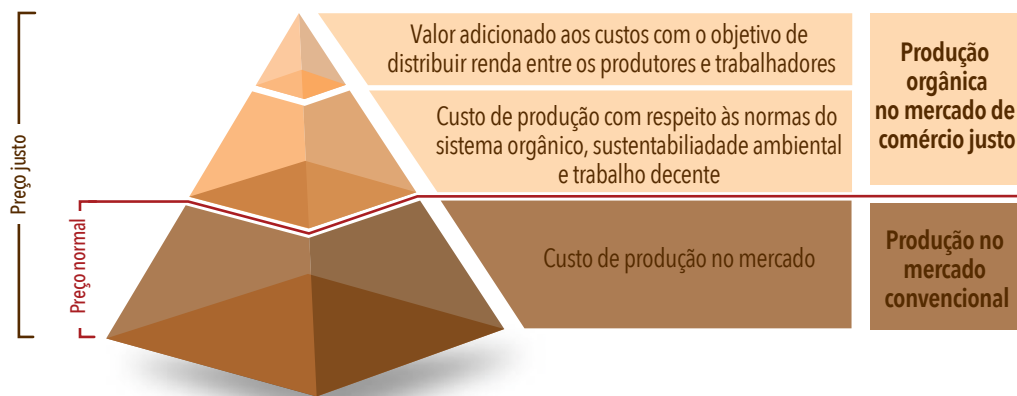 Preço justo
Preço normal
Valor adicionado aos custos com o objetivo de
distribuir renda entre os produtores e trabalhadores
Custo de produção com respeito às normas do
sistema orgânico, sustentabiliadade ambiental
e trabalho decente
Custo de produção no mercado
Produção
orgânica
no mercado de
comércio justo
Produção no
mercado
convencional